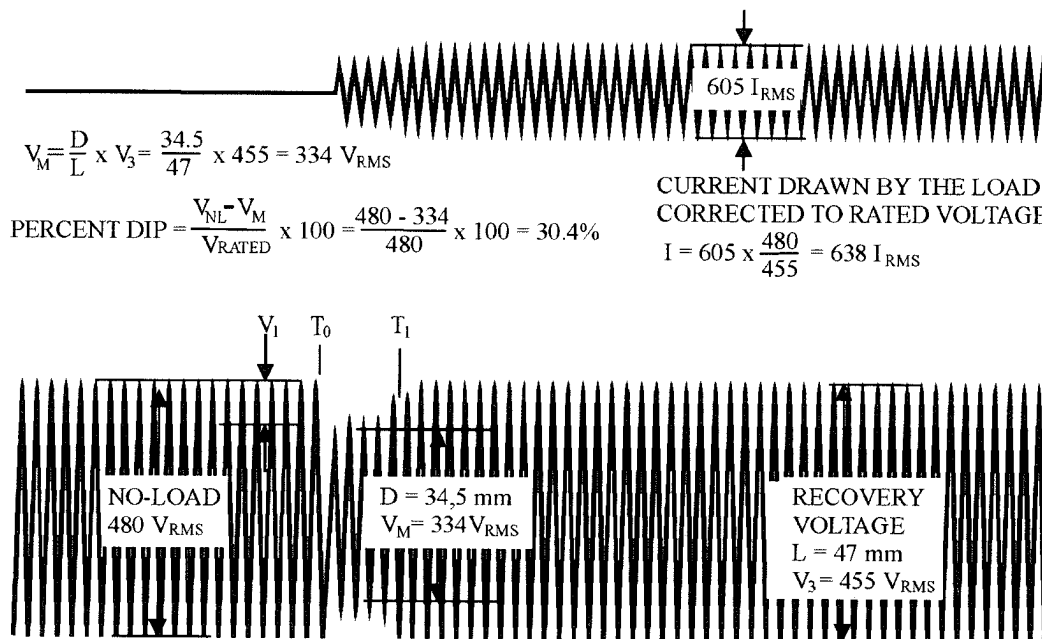 605 I_RMS
V_M = D/L x V_3 = 34.5/47 x 455 = 334 V_RMS
PERCENT DIP = (V_NL – V_M)/V_RATED x 100 = (480 - 334)/480 x 100 = 30.4%
CURRENT DRAWN BY THE LOAD
CORRECTED TO RATED VOLTAGE
I = 605 x 480/455 = 638 I_RMS
V_1 T_0 T_1
NO-LOAD
480 V_RMS
D = 34,5 mm
V_M = 334 V_RMS
RECOVERY
VOLTAGE
L = 47 mm
V_3 = 455 V_RMS